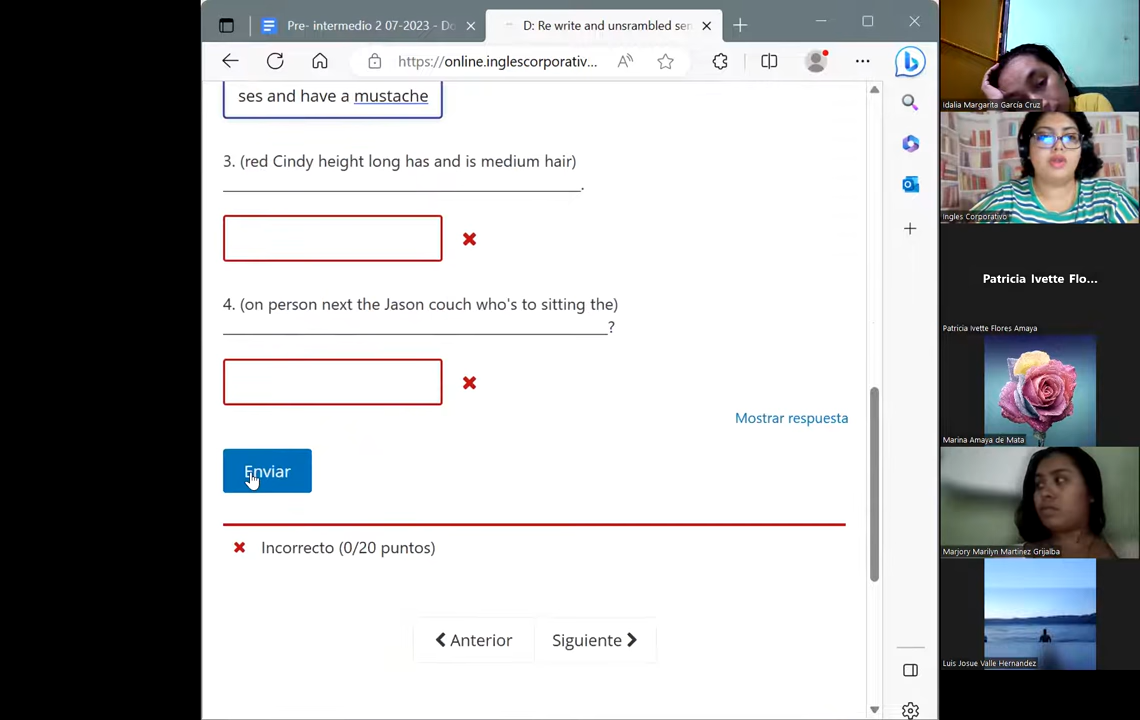 Pre- intermedio 2 07-2023 - Do
D: Re write and unsrambled sen
https://online.inglescorporativ...
ses and have a mustache
3. (red Cindy height long has and is medium hair)
.
4. (on person next the Jason couch who's to sitting the)
?
Mostrar respuesta
Enviar
Incorrecto (0/20 puntos)
Anterior
Siguiente
Idalia Margarita García Cruz
Ingles Corporativo
Patricia Ivette Flo...
Patricia Ivette Flores Amaya
Marina Amaya de Mata
Marjory Marilyn Martinez Grijalba
Luis Josue Valle Hernandez